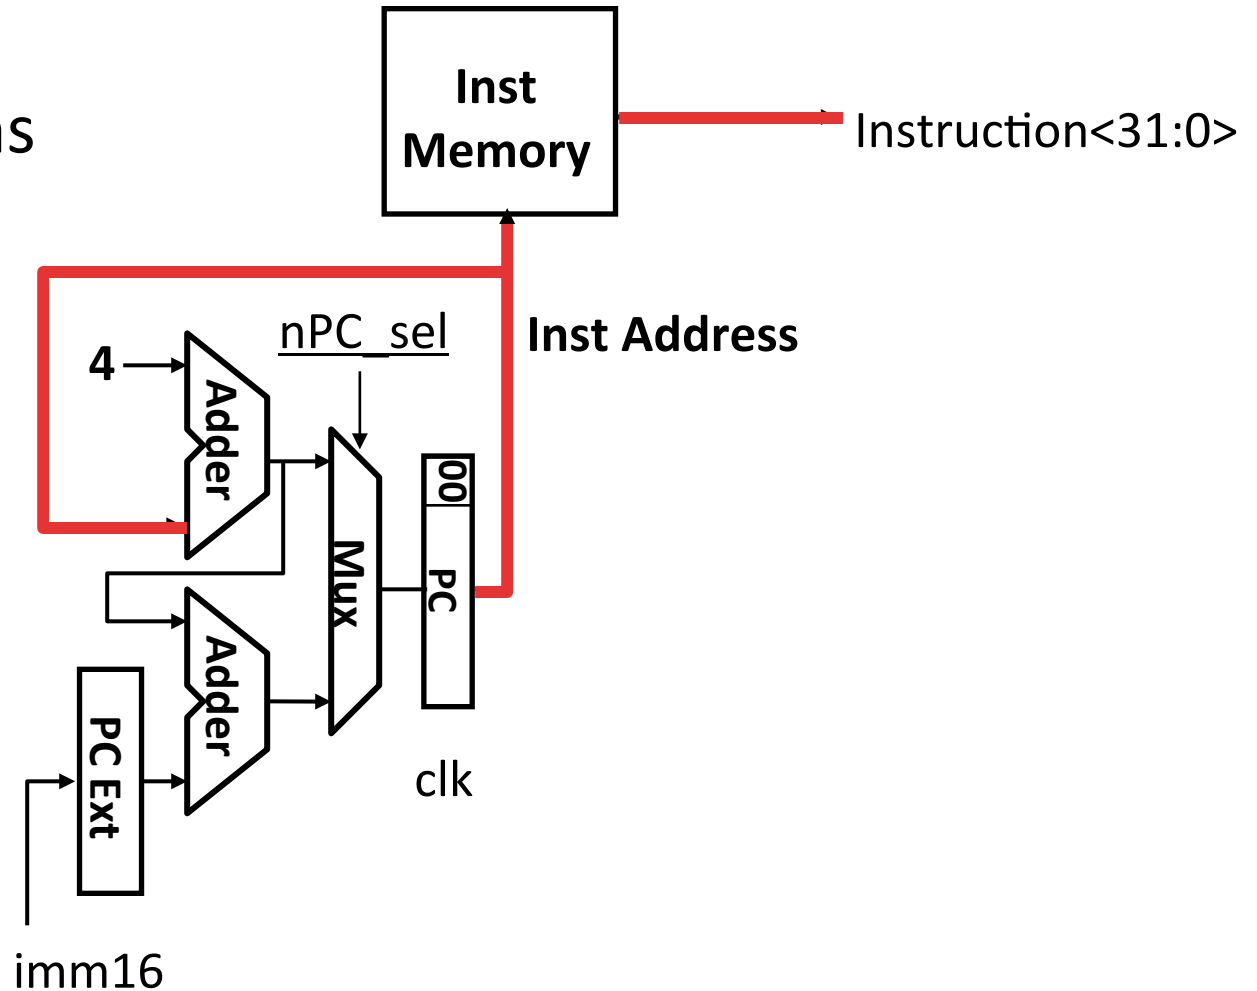 Inst
Memory
Instruction<31:0>
nPC_sel
Inst Address
4
Adder
00
Mux
PC
Adder
PC Ext
clk
imm16